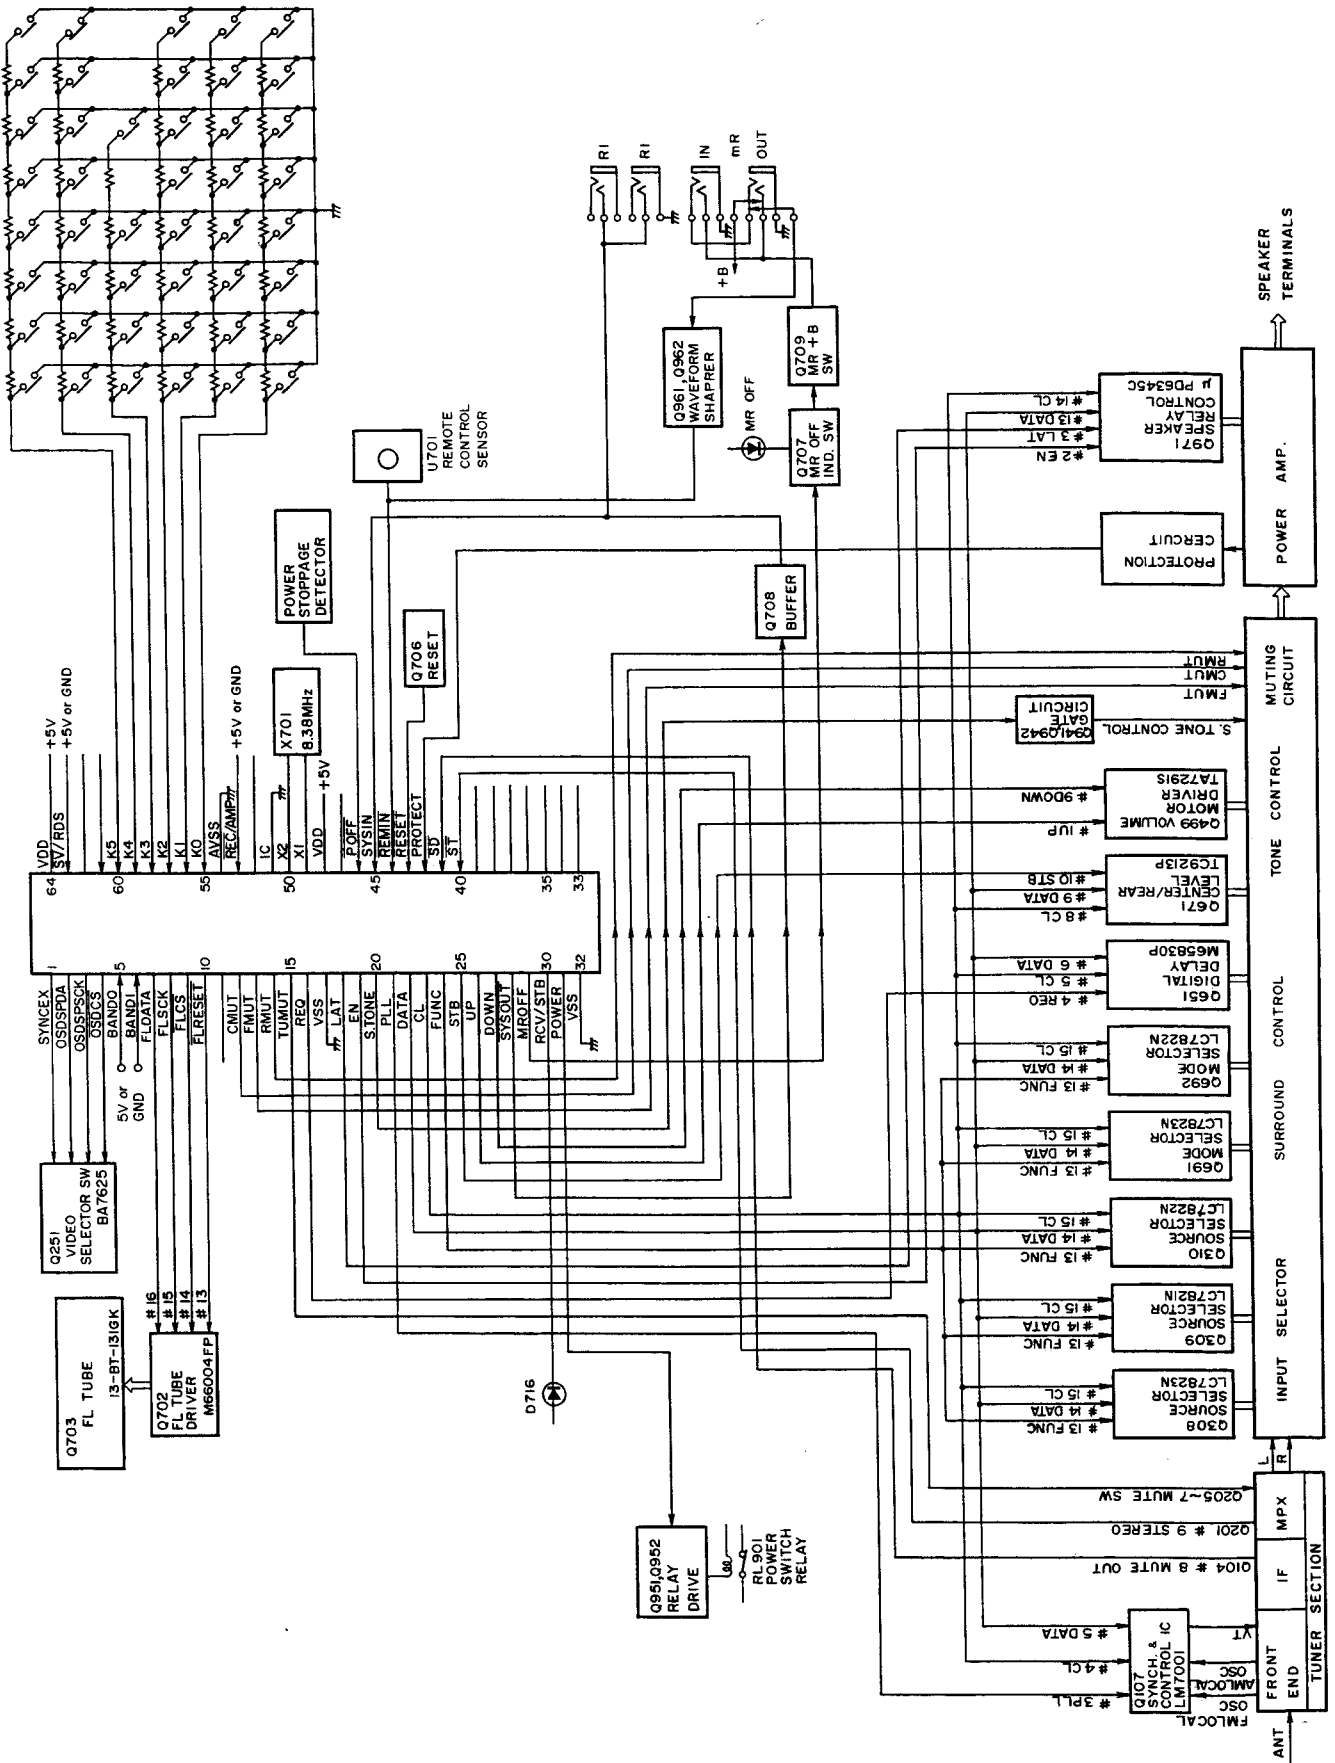 +5V
+5V or GND
VDD
SV/RDS
K5
K4
K3
K2
K1
K0
AVSS
REC/AMP
+5V or GND
IC
X2
X1
VDD
+5V
X701
8.38MHz
POWER
STOPPAGE
DETECTOR
P.OFF
SYSIN
REMIN
RESET
PROTECT
SD
ST
Q706
RESET
U701
REMOTE
CONTROL
SENSOR
64
60
55
50
45
40
35
33
1
5
10
15
20
25
30
32
SYNCEX
OSDSPDA
OSDSPSCK
OSDCS
BANDO
BANDI
FLDATA
FLSCK
FLCS
FLRESET
CMUT
FMUT
RMUT
TUMUT
REQ
VSS
LAT
EN
S.TONE
PLL
DATA
CL
FUNC
STB
UP
DOWN
SYSOUT
MROFF
RCV/STB
POWER
VSS
5V or
GND
Q251
VIDEO
SELECTOR SW
BA7625
Q703
FL TUBE
13-BT-131GK
#16
#15
#14
#13
Q702
FL TUBE
DRIVER
M66004FP
D716
Q951,Q952
RELAY
DRIVE
RL901
POWER
SWITCH
RELAY
RI
RI
IN
mR
OUT
+B
Q961,Q962
WAVEFORM
SHAPRER
MR OFF
Q709
MR +B
SW
Q707
MR OFF
IND. SW
Q708
BUFFER
#14 CL
#13 DATA
#3 LAT
#2 EN
Q971
SPEAKER
RELAY
CONTROL
μ PD6345C
PROTECTION
CERCUIT
SPEAKER
TERMINALS
POWER AMP.
RMUT
CMUT
FMUT
Q941,Q942
GATE
CIRCUIT
S. TONE CONTROL
MUTING
CIRCUIT
# 9DOWN
# 1UP
Q499 VOLUME
MOTOR
DRIVER
TA7291S
#10 STB
# 9 DATA
#8 CL
Q671
CENTER/REAR
LEVEL
TC9213P
# 6 DATA
# 5 CL
# 4 REO
Q651
DIGITAL
DELAY
M65830P
#15 CL
#14 DATA
#13 FUNC
Q692
MODE
SELECTOR
LC7822N
#15 CL
#14 DATA
#13 FUNC
Q691
MODE
SELECTOR
LC7823N
#15 CL
#14 DATA
#13 FUNC
Q310
SOURCE
SELECTOR
LC7822N
#15 CL
#14 DATA
#13 FUNC
Q309
SOURCE
SELECTOR
LC7821N
#15 CL
#14 DATA
#13 FUNC
Q308
SOURCE
SELECTOR
LC7823N
TONE CONTROL
SURROUND CONTROL
INPUT SELECTOR
L
R
Q205~7 MUTE SW
Q201 # 9 STEREO
Q104 # 8 MUTE OUT
MPX
IF
FRONT
END
TUNER SECTION
# 5 DATA
#4 CL
#3PLL
Q107
SYNCH. &
CONTROL IC
LM7001
VT
AMLOCAL
OSC
FMLOCAL
OSC
ANT